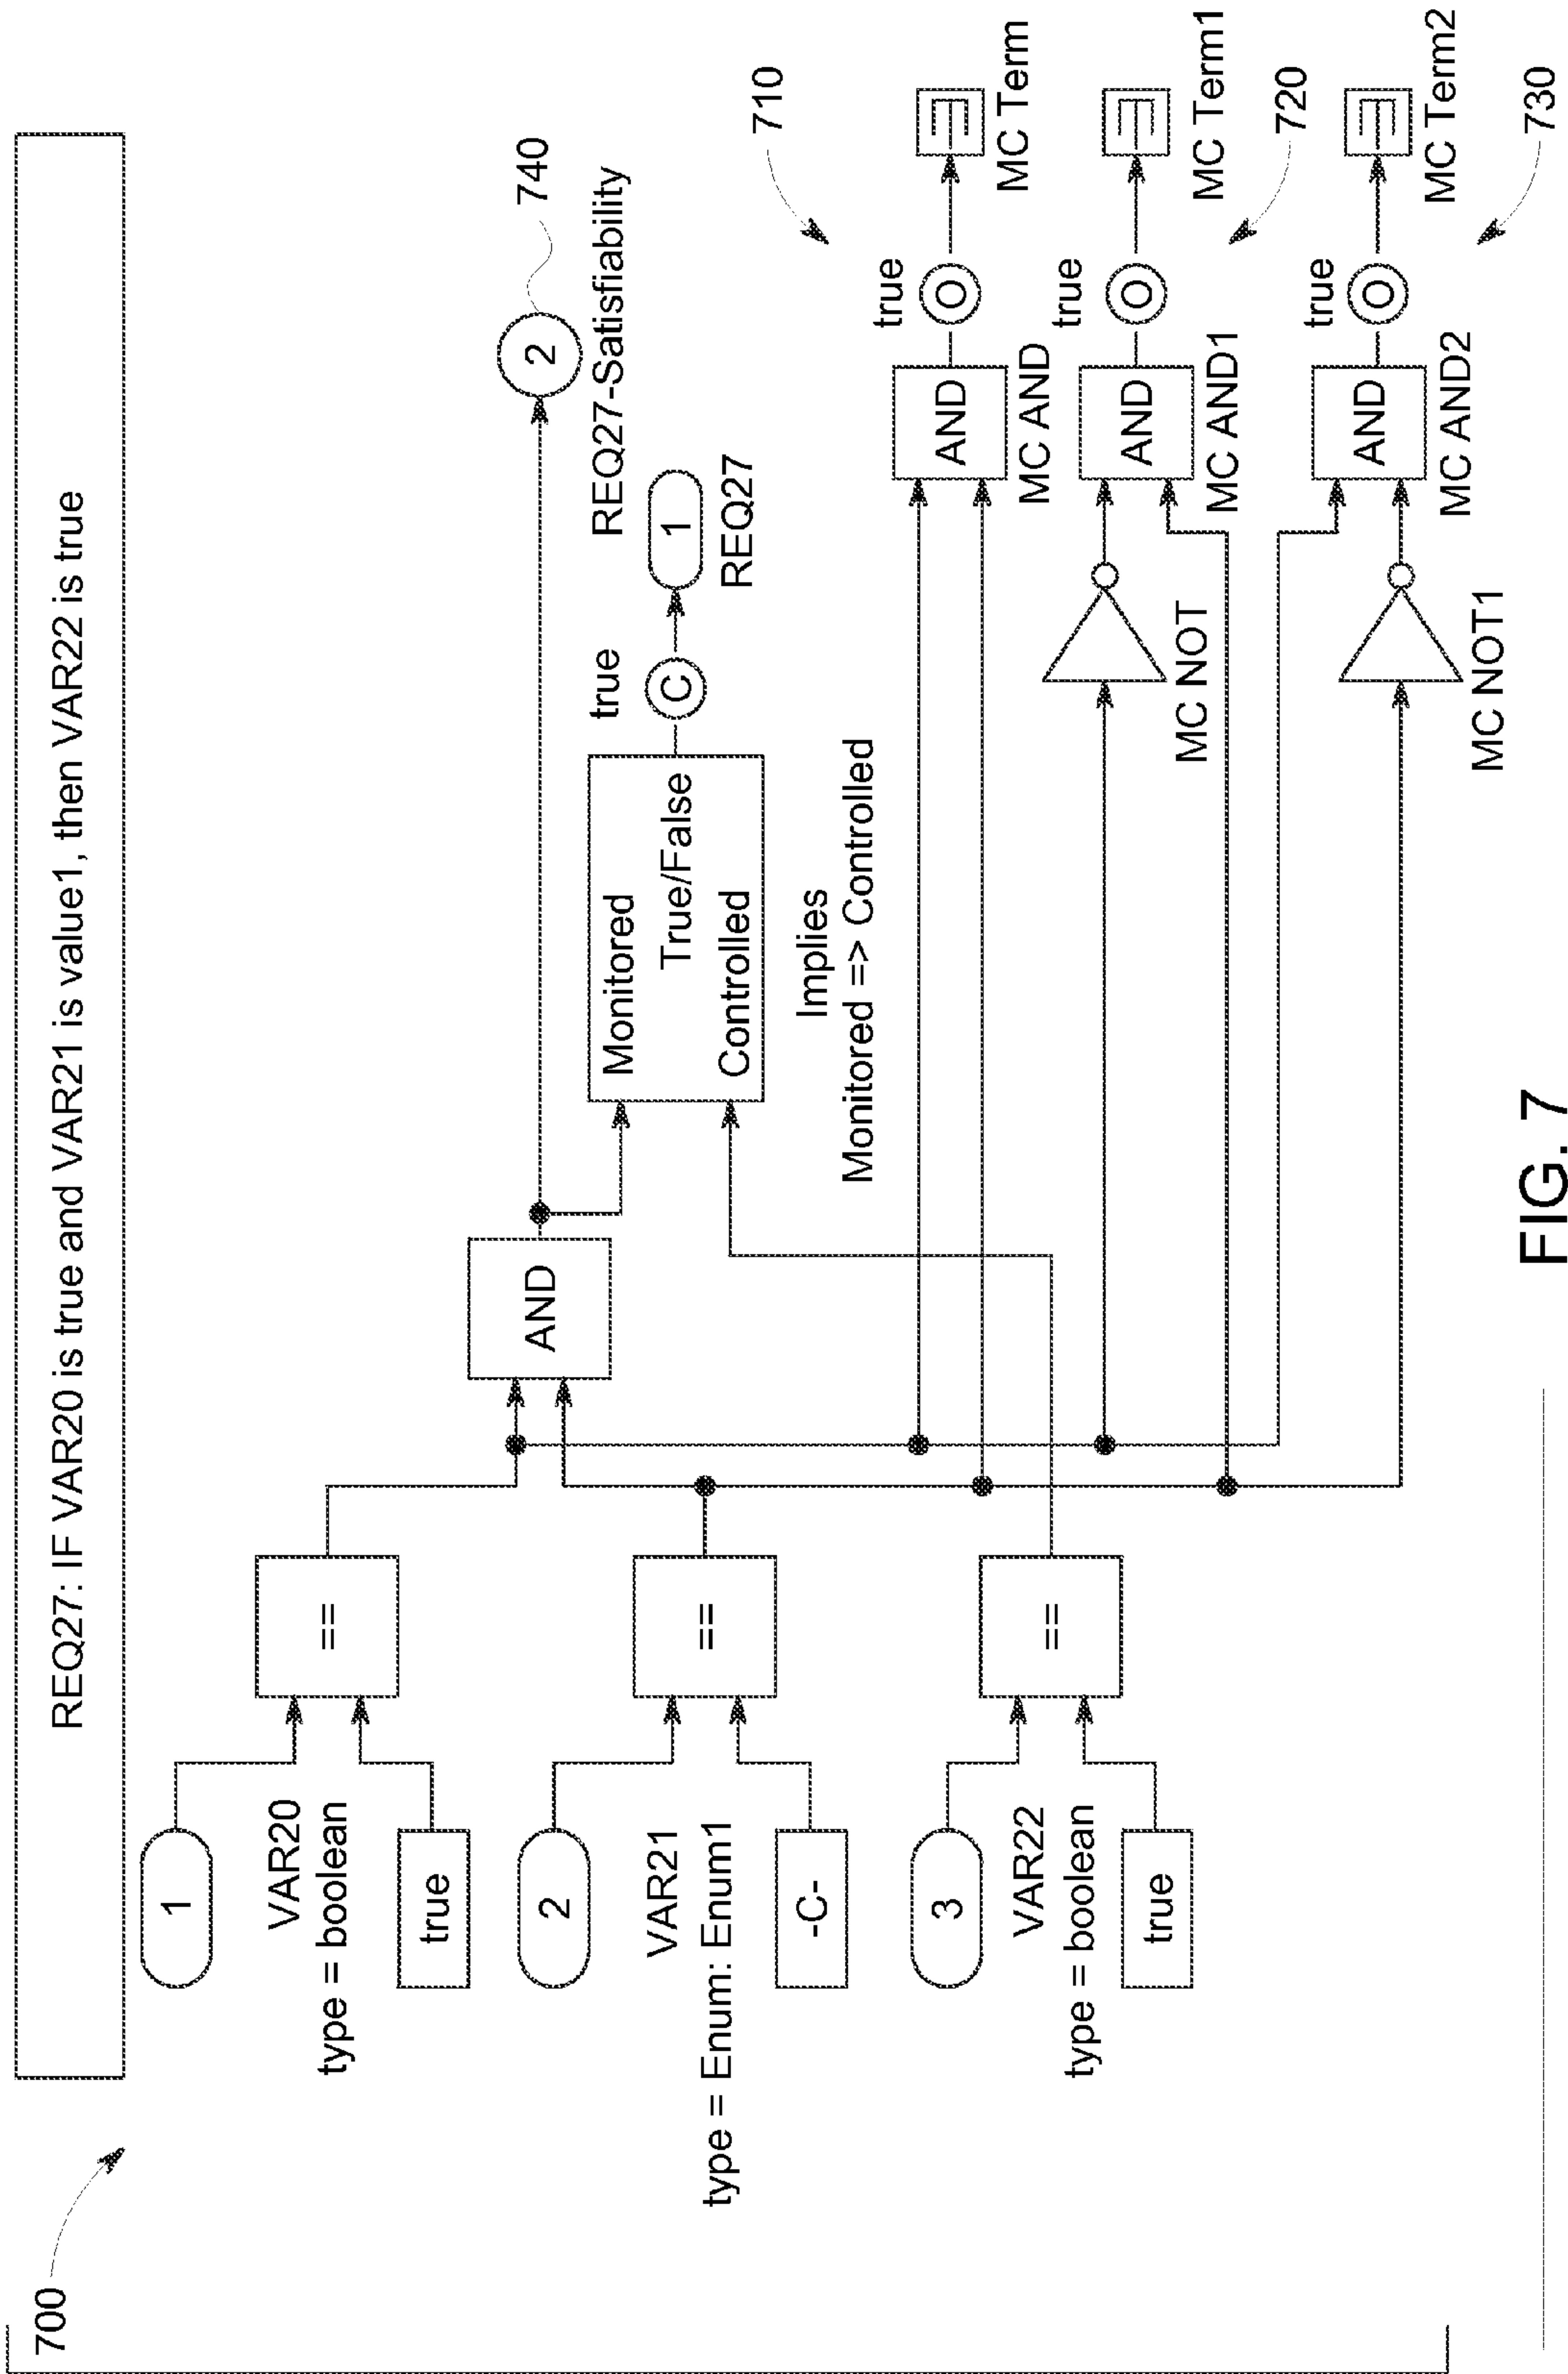 700
REQ27: IF VAR20 is true and VAR21 is value1, then VAR22 is true
1
VAR20
type = boolean
true
==
2
VAR21
type = Enum: Enum1
-C-
==
3
VAR22
type = boolean
true
==
AND
2
740
REQ27-Satisfiability
Monitored
True/False
Controlled
true
C
1
REQ27
Implies
Monitored => Controlled
710
AND
true
O
MC AND
MC Term
MC NOT
AND
true
O
MC AND1
MC Term1
720
MC NOT1
AND
true
O
MC AND2
MC Term2
730
FIG. 7